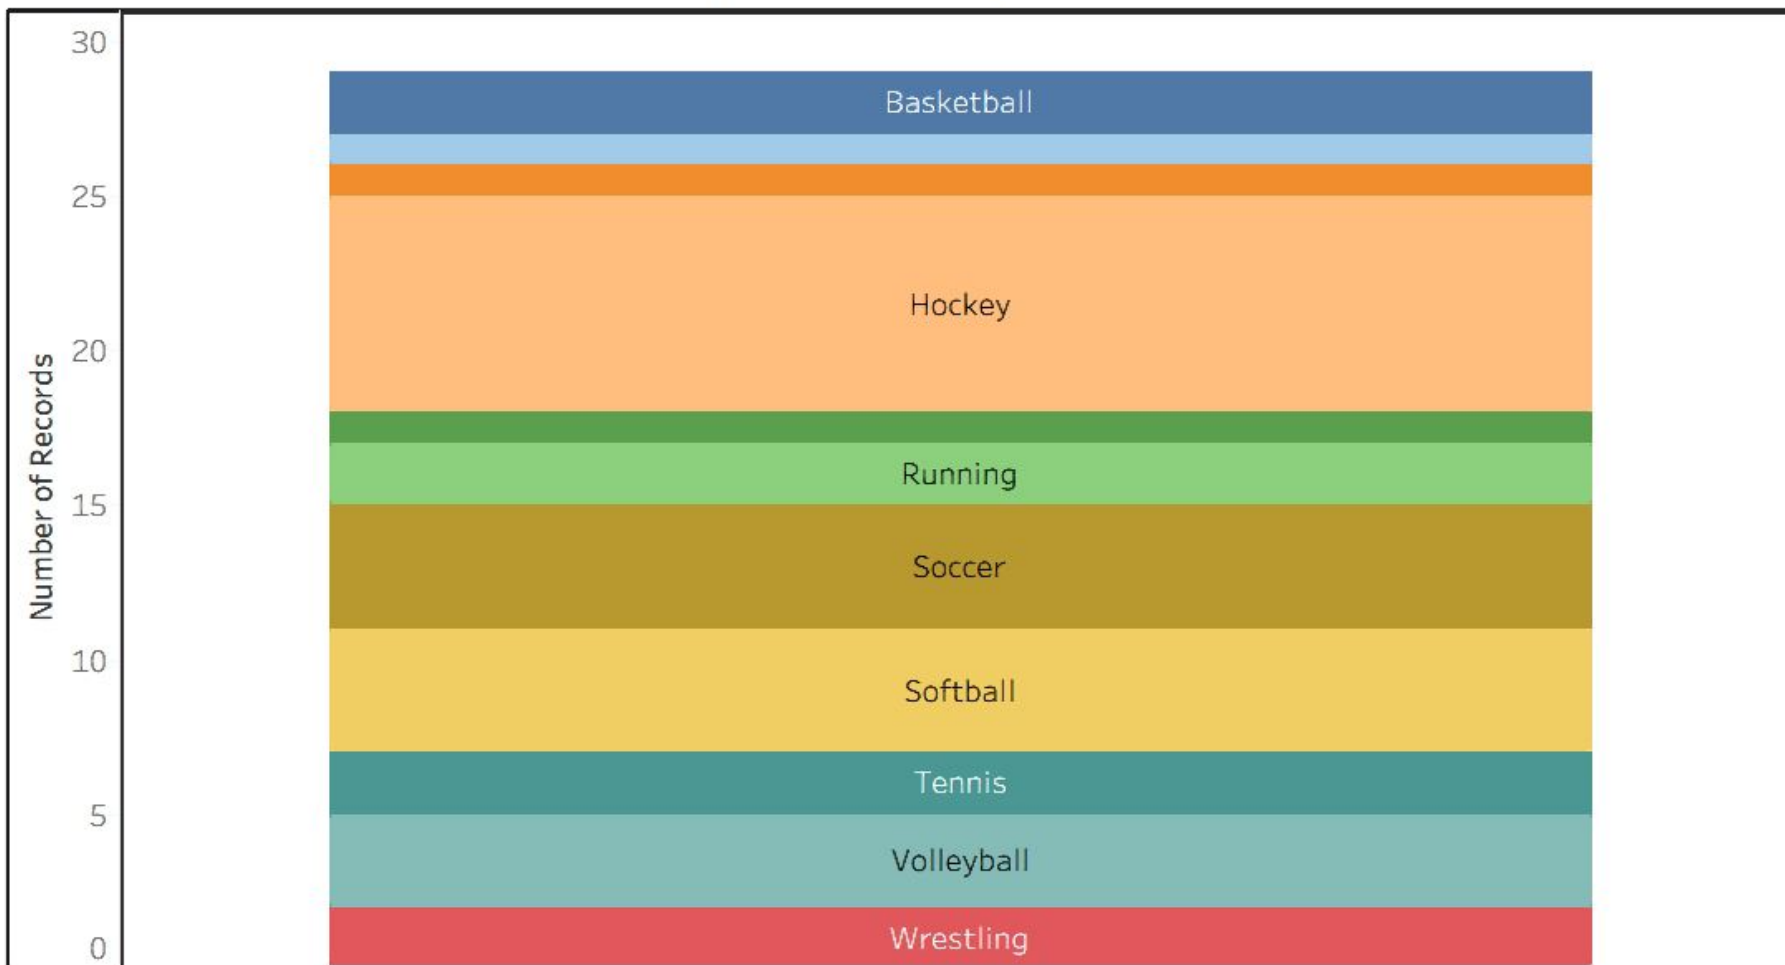 30
Basketball
25
Hockey
20
Number of Records
Running
15
Soccer
10
Softball
Tennis
5
Volleyball
Wrestling
0